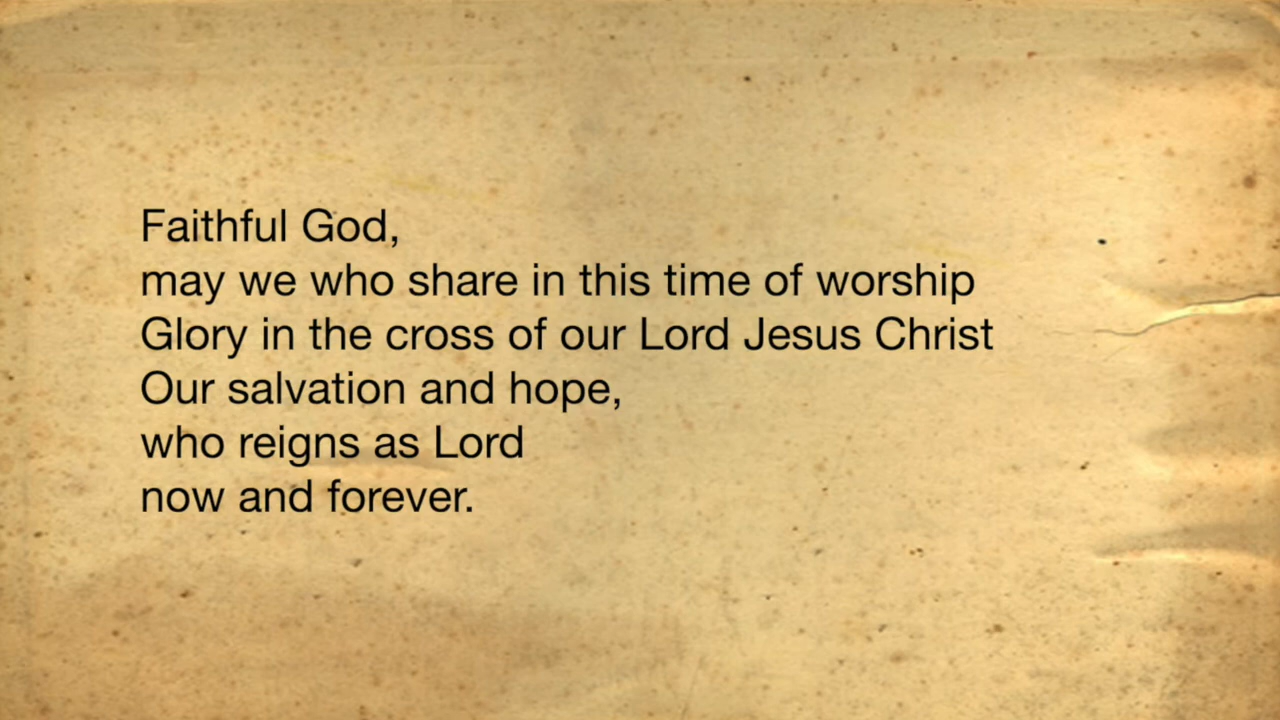 Faithful God,
may we who share in this time of worship
Glory in the cross of our Lord Jesus Christ
Our salvation and hope,
who reigns as Lord
now and forever.